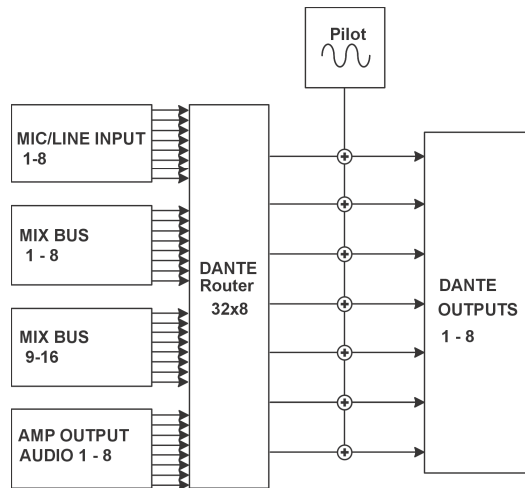 Pilot
MIC/LINE INPUT
1-8
MIX BUS
1 - 8
MIX BUS
9-16
AMP OUTPUT
AUDIO 1 - 8
DANTE
Router
32x8
DANTE
OUTPUTS
1 - 8